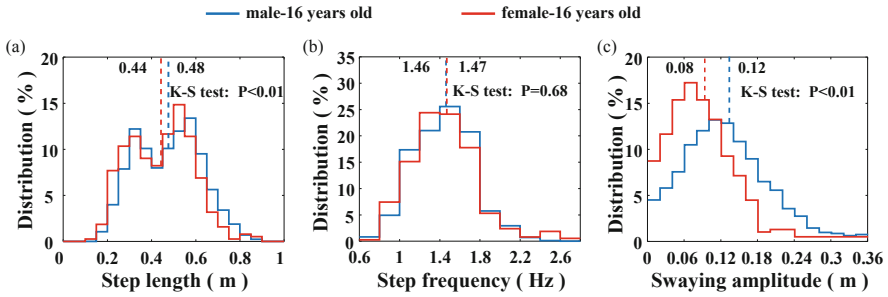 male-16 years old female-16 years old
(a)
20
15
10
5
0
Distribution ( % )
0.44 0.48
K-S test: P<0.01
0 0.2 0.4 0.6 0.8 1
Step length ( m )
(b)
35
30
25
20
15
10
5
0
Distribution ( % )
1.46 1.47
K-S test: P=0.68
0.6 1 1.4 1.8 2.2 2.6
Step frequency ( Hz )
(c)
20
15
10
5
0
Distribution ( % )
0.08 0.12
K-S test: P<0.01
0 0.06 0.12 0.18 0.24 0.3 0.36
Swaying amplitude ( m )